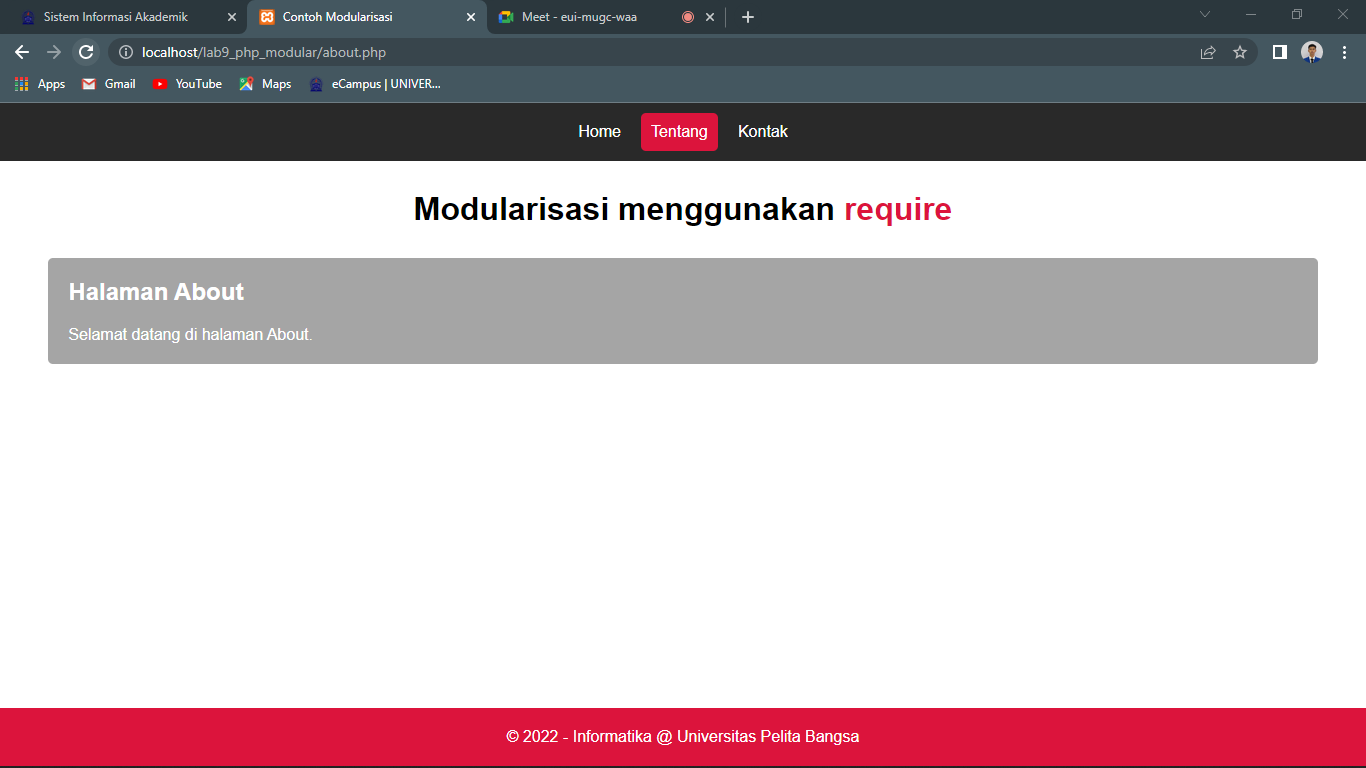 Sistem Informasi Akademik
Contoh Modularisasi
Meet - eui-mugc-waa
localhost/lab9_php_modular/about.php
Apps Gmail YouTube Maps eCampus | UNIVER...
Home Tentang Kontak
Modularisasi menggunakan require
Halaman About
Selamat datang di halaman About.
© 2022 - Informatika @ Universitas Pelita Bangsa